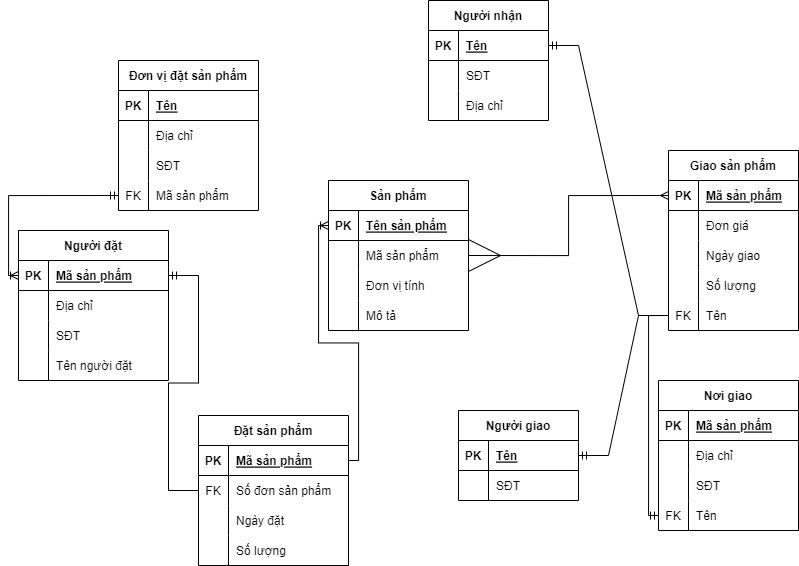 Người nhận
PK Tên
SĐT
Địa chỉ
Đơn vị đặt sản phẩm
PK Tên
Địa chỉ
SĐT
FK Mã sản phẩm
Giao sản phẩm
PK Mã sản phẩm
Đơn giá
Ngày giao
Số lượng
FK Tên
Sản phẩm
PK Tên sản phẩm
Mã sản phẩm
Đơn vị tính
Mô tả
Người đặt
PK Mã sản phẩm
Địa chỉ
SĐT
Tên người đặt
Nơi giao
PK Mã sản phẩm
Địa chỉ
SĐT
FK Tên
Người giao
PK Tên
SĐT
Đặt sản phẩm
PK Mã sản phẩm
FK Số đơn sản phẩm
Ngày đặt
Số lượng